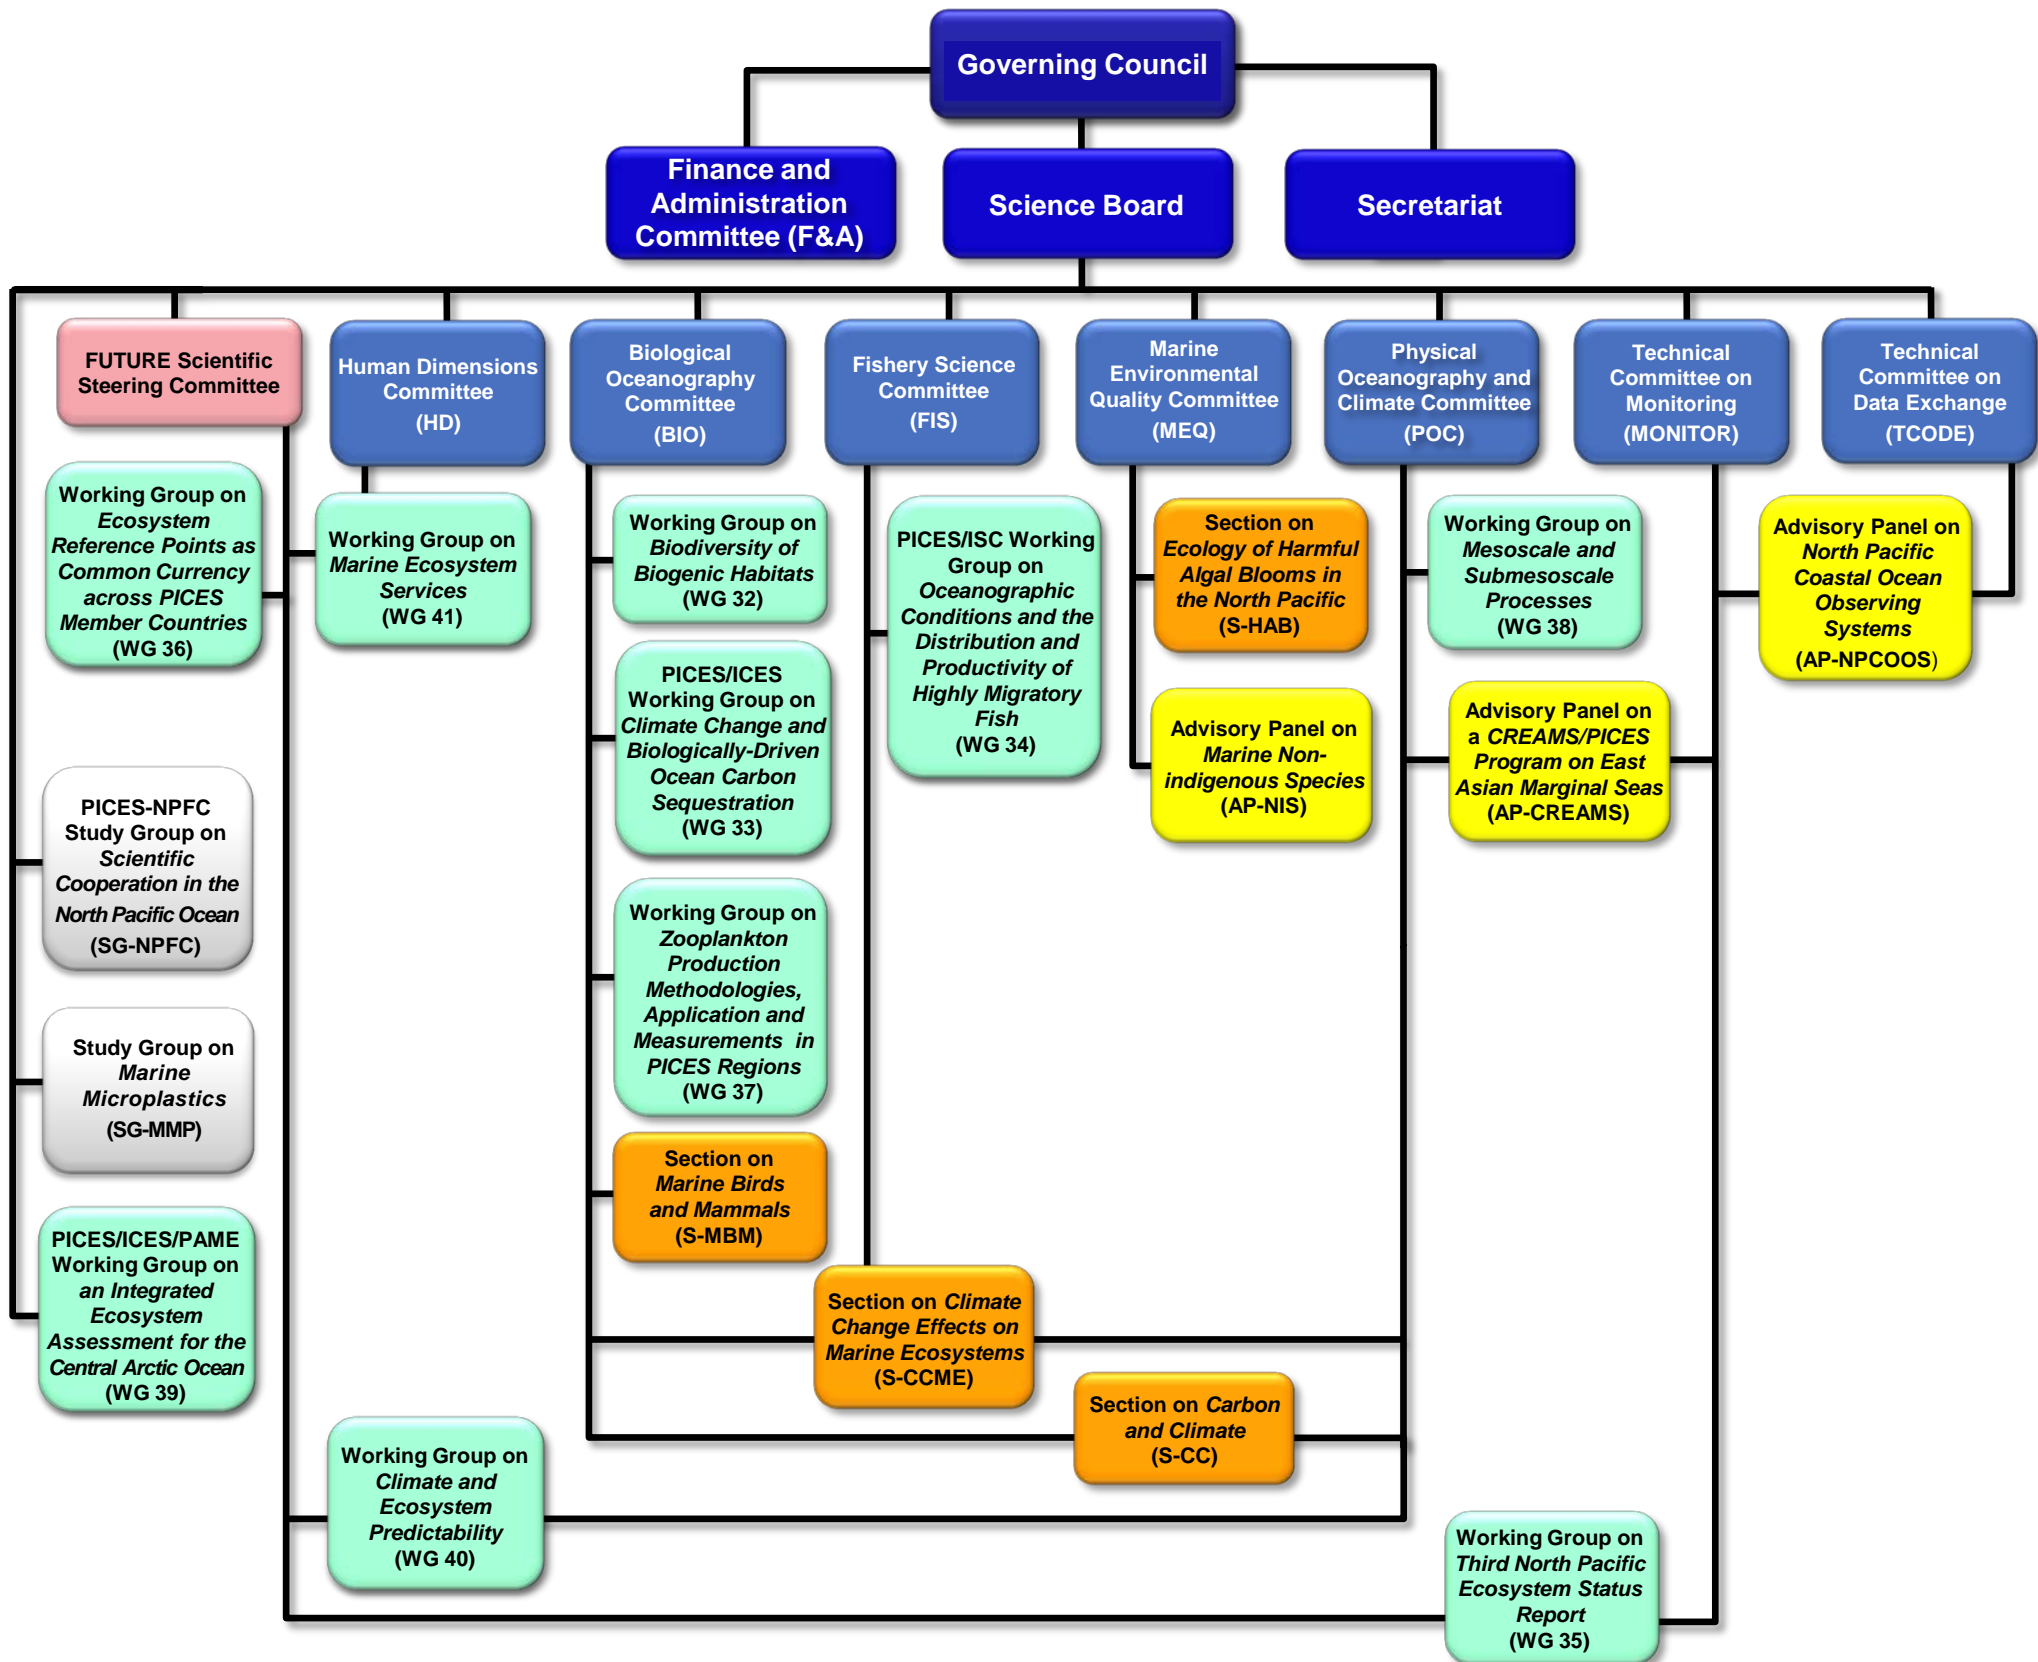 Governing Council
Finance and
Administration
Committee (F&A)
Science Board
Secretariat
FUTURE Scientific
Steering Committee
Human Dimensions
Committee
(HD)
Biological
Oceanography
Committee
(BIO)
Fishery Science
Committee
(FIS)
Marine
Environmental
Quality Committee
(MEQ)
Physical
Oceanography and
Climate Committee
(POC)
Technical
Committee on
Monitoring
(MONITOR)
Technical
Committee on
Data Exchange
(TCODE)
Working Group on
Ecosystem
Reference Points as
Common Currency
across PICES
Member Countries
(WG 36)
Working Group on
Marine Ecosystem
Services
(WG 41)
Working Group on
Biodiversity of
Biogenic Habitats
(WG 32)
PICES/ISC Working
Group on
Oceanographic
Conditions and the
Distribution and
Productivity of
Highly Migratory
Fish
(WG 34)
Section on
Ecology of Harmful
Algal Blooms in
the North Pacific
(S-HAB)
Working Group on
Mesoscale and
Submesoscale
Processes
(WG 38)
Advisory Panel on
North Pacific
Coastal Ocean
Observing
Systems
(AP-NPCOOS)
PICES/ICES
Working Group on
Climate Change and
Biologically-Driven
Ocean Carbon
Sequestration
(WG 33)
Advisory Panel on
Marine Non-
indigenous Species
(AP-NIS)
Advisory Panel on
a CREAMS/PICES
Program on East
Asian Marginal Seas
(AP-CREAMS)
PICES-NPFC
Study Group on
Scientific
Cooperation in the
North Pacific Ocean
(SG-NPFC)
Working Group on
Zooplankton
Production
Methodologies,
Application and
Measurements in
PICES Regions
(WG 37)
Study Group on
Marine
Microplastics
(SG-MMP)
Section on
Marine Birds
and Mammals
(S-MBM)
PICES/ICES/PAME
Working Group on
an Integrated
Ecosystem
Assessment for the
Central Arctic Ocean
(WG 39)
Section on Climate
Change Effects on
Marine Ecosystems
(S-CCME)
Section on Carbon
and Climate
(S-CC)
Working Group on
Climate and
Ecosystem
Predictability
(WG 40)
Working Group on
Third North Pacific
Ecosystem Status
Report
(WG 35)